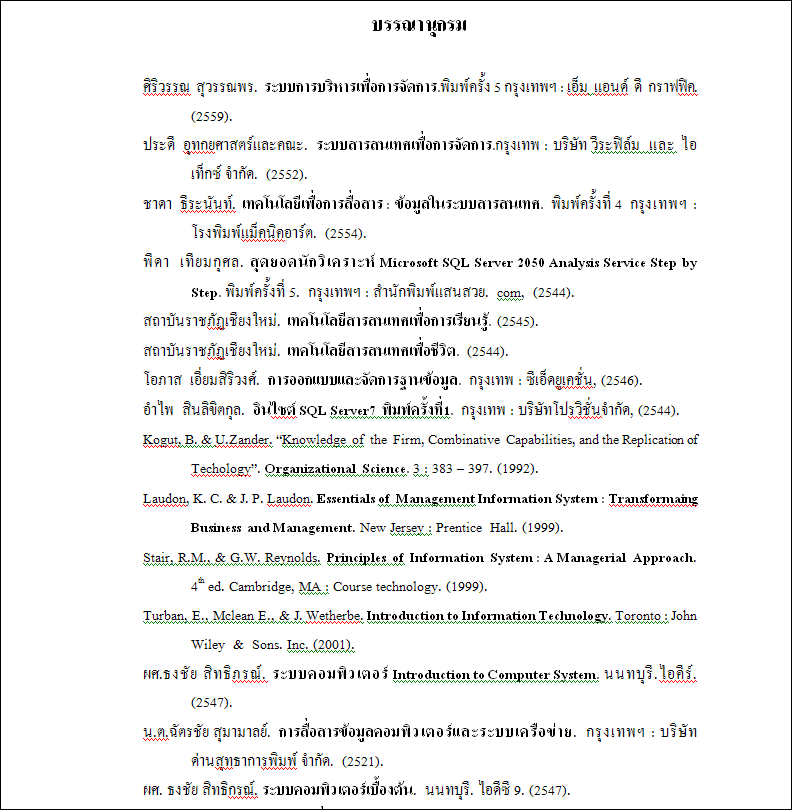 บรรณานุกรม
ศิริวรรณ สุวรรณพร. ระบบการบริหารเพื่อการจัดการ.พิมพ์ครั้ง 5 กรุงเทพฯ : เอ็ม แอนด์ ดี กราฟฟิค.
(2559).
ประดี อุทกยศาสตร์และคณะ. ระบบสารสนเทศเพื่อการจัดการ.กรุงเทพ : บริษัท วีระฟิล์ม และ ไอ
เท็กซ์ จำกัด. (2552).
ชาดา ธิระนันท์. เทคโนโลยีเพื่อการสื่อสาร : ข้อมูลในระบบสารสนเทศ. พิมพ์ครั้งที่ 4 กรุงเทพฯ :
โรงพิมพ์แม็คนิคอาร์ต. (2554).
พิดา เทียมกุศล. สุดยอดนักวิเคราะห์ Microsoft SQL Server 2050 Analysis Service Step by
Step. พิมพ์ครั้งที่ 5. กรุงเทพฯ : สำนักพิมพ์แสนสวย. com, (2544).
สถาบันราชภัฏเชียงใหม่. เทคโนโลยีสารสนเทศเพื่อการเรียนรู้. (2545).
สถาบันราชภัฏเชียงใหม่. เทคโนโลยีสารสนเทศเพื่อชีวิต. (2544).
โอภาส เอี่ยมสิริวงศ์. การออกแบบและจัดการฐานข้อมูล. กรุงเทพ : ซีเอ็ดยูเคชั่น, (2546).
อำไพ สินลิขิตกุล. อินไซต์ SQL Server7 พิมพ์ครั้งที่1. กรุงเทพ : บริษัทโปรวิชั่นจำกัด, (2544).
Kogut, B. & U.Zander. “Knowledge of the Firm, Combinative Capabilities, and the Replication of
Techology”. Organizational Science. 3 : 383 – 397. (1992).
Laudon, K. C. & J. P. Laudon. Essentials of Management Information System : Transformaing
Business and Management. New Jersey : Prentice Hall. (1999).
Stair, R.M., & G.W. Reynolds. Principles of Information System : A Managerial Approach.
4th ed. Cambridge, MA : Course technology. (1999).
Turban, E., Mclean E., & J. Wetherbe. Introduction to Information Technology. Toronto : John
Wiley & Sons. Inc. (2001).
ผศ.ธงชัย สิทธิกรณ์. ระบบคอมพิวเตอร์ Introduction to Computer System. นนทบุรี.ไอคีร์.
(2547).
น.ต.ฉัตรชัย สุมามาลย์. การสื่อสารข้อมูลคอมพิวเตอร์และระบบเครือข่าย. กรุงเทพฯ : บริษัท
ด่านสุทธาการพิมพ์ จำกัด. (2521).
ผศ. ธงชัย สิทธิกรณ์. ระบบคอมพิวเตอร์เบื้องต้น. นนทบุรี. ไอดีซี 9. (2547).